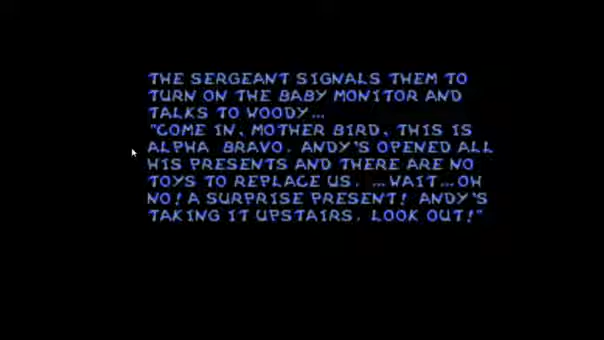 THE SERGEANT SIGNALS THEM TO
TURN ON THE BABY MONITOR AND
TALKS TO WOODY...
"COME IN, MOTHER BIRD, THIS IS
ALPHA BRAVO. ANDY'S OPENED ALL
HIS PRESENTS AND THERE ARE NO
TOYS TO REPLACE US. ...WAIT...OH
NO! A SURPRISE PRESENT! ANDY'S
TAKING IT UPSTAIRS. LOOK OUT!"